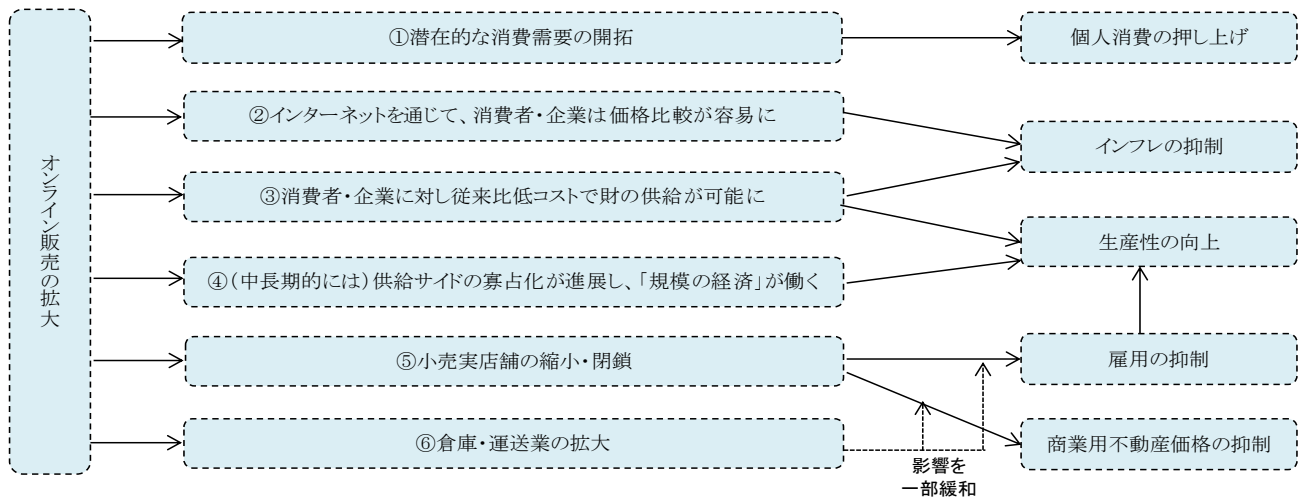 オンライン販売の拡大
①潜在的な消費需要の開拓
個人消費の押し上げ
②インターネットを通じて、消費者・企業は価格比較が容易に
インフレの抑制
③消費者・企業に対し従来比低コストで財の供給が可能に
生産性の向上
④(中長期的には)供給サイドの寡占化が進展し、「規模の経済」が働く
⑤小売実店舗の縮小・閉鎖
雇用の抑制
⑥倉庫・運送業の拡大
商業用不動産価格の抑制
影響を
一部緩和